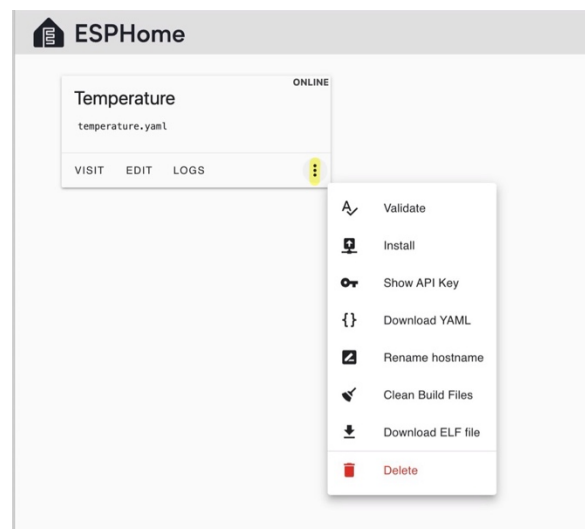 ESPHome
ONLINE
Temperature
temperature.yaml
VISIT EDIT LOGS
Validate
Install
Show API Key
Download YAML
Rename hostname
Clean Build Files
Download ELF file
Delete